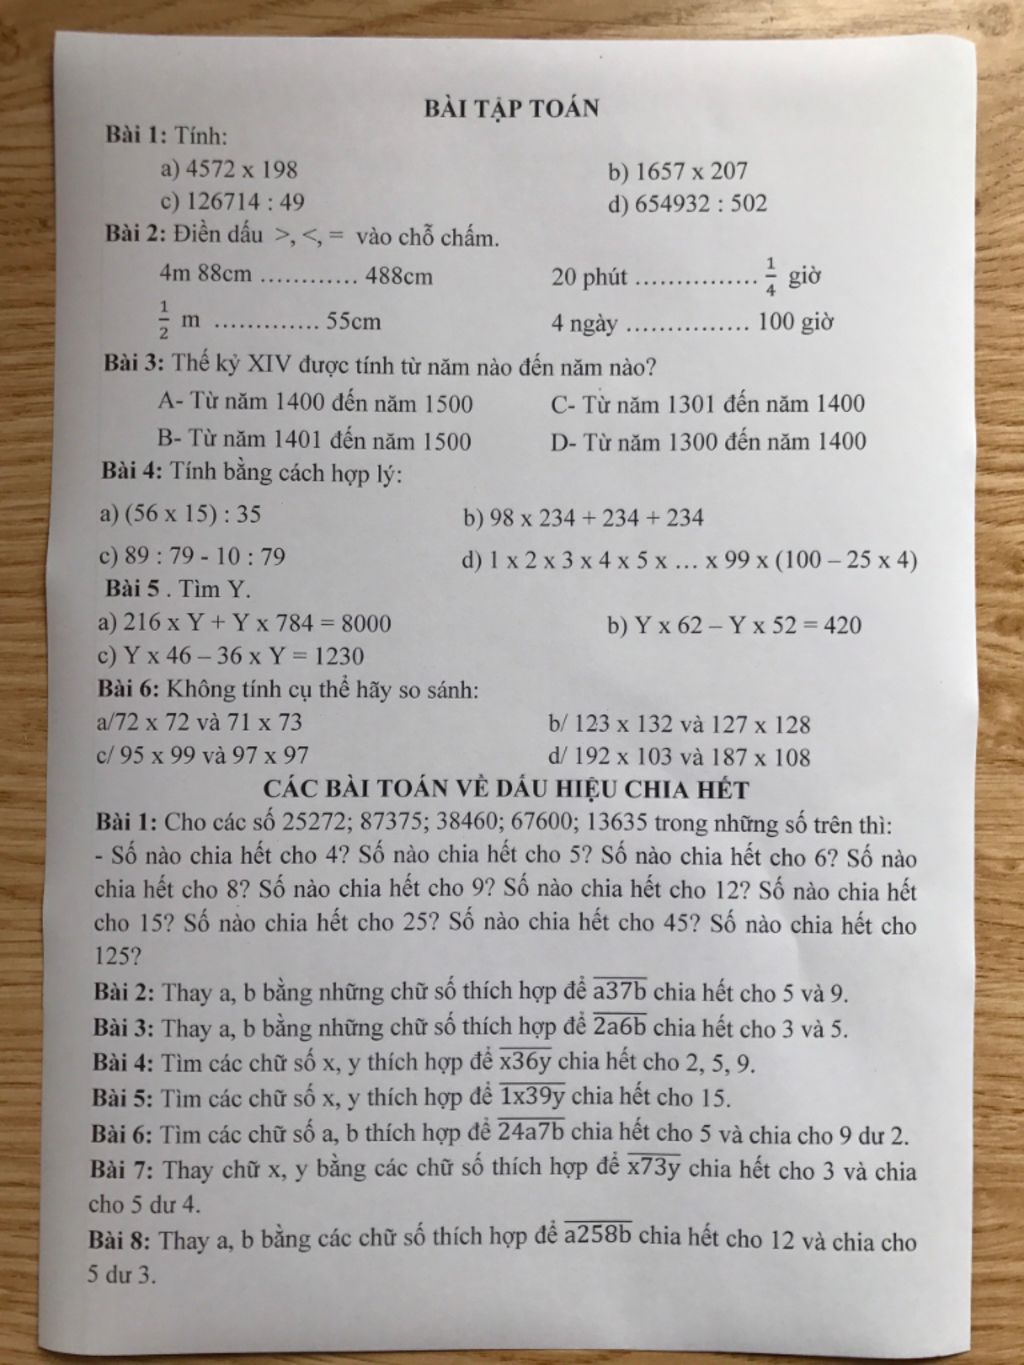 BÀI TẬP TOÁN
Bài 1: Tính:
a) 4572 x 198 b) 1657 x 207
c) 126714 : 49 d) 654932 : 502
Bài 2: Điền dấu >, <, = vào chỗ chấm.
4m 88cm ………… 488cm 20 phút …………… 1/4 giờ
1/2 m ………… 55cm 4 ngày …………… 100 giờ
Bài 3: Thế kỷ XIV được tính từ năm nào đến năm nào?
A- Từ năm 1400 đến năm 1500 C- Từ năm 1301 đến năm 1400
B- Từ năm 1401 đến năm 1500 D- Từ năm 1300 đến năm 1400
Bài 4: Tính bằng cách hợp lý:
a) (56 x 15) : 35 b) 98 x 234 + 234 + 234
c) 89 : 79 - 10 : 79 d) 1 x 2 x 3 x 4 x 5 x … x 99 x (100 – 25 x 4)
Bài 5 . Tìm Y.
a) 216 x Y + Y x 784 = 8000 b) Y x 62 – Y x 52 = 420
c) Y x 46 – 36 x Y = 1230
Bài 6: Không tính cụ thể hãy so sánh:
a/72 x 72 và 71 x 73 b/ 123 x 132 và 127 x 128
c/ 95 x 99 và 97 x 97 d/ 192 x 103 và 187 x 108
CÁC BÀI TOÁN VỀ DẤU HIỆU CHIA HẾT
Bài 1: Cho các số 25272; 87375; 38460; 67600; 13635 trong những số trên thì:
- Số nào chia hết cho 4? Số nào chia hết cho 5? Số nào chia hết cho 6? Số nào
chia hết cho 8? Số nào chia hết cho 9? Số nào chia hết cho 12? Số nào chia hết
cho 15? Số nào chia hết cho 25? Số nào chia hết cho 45? Số nào chia hết cho
125?
Bài 2: Thay a, b bằng những chữ số thích hợp để a37b chia hết cho 5 và 9.
Bài 3: Thay a, b bằng những chữ số thích hợp để 2a6b chia hết cho 3 và 5.
Bài 4: Tìm các chữ số x, y thích hợp để x36y chia hết cho 2, 5, 9.
Bài 5: Tìm các chữ số x, y thích hợp để 1x39y chia hết cho 15.
Bài 6: Tìm các chữ số a, b thích hợp để 24a7b chia hết cho 5 và chia cho 9 dư 2.
Bài 7: Thay chữ x, y bằng các chữ số thích hợp để x73y chia hết cho 3 và chia
cho 5 dư 4.
Bài 8: Thay a, b bằng các chữ số thích hợp để a258b chia hết cho 12 và chia cho
5 dư 3.